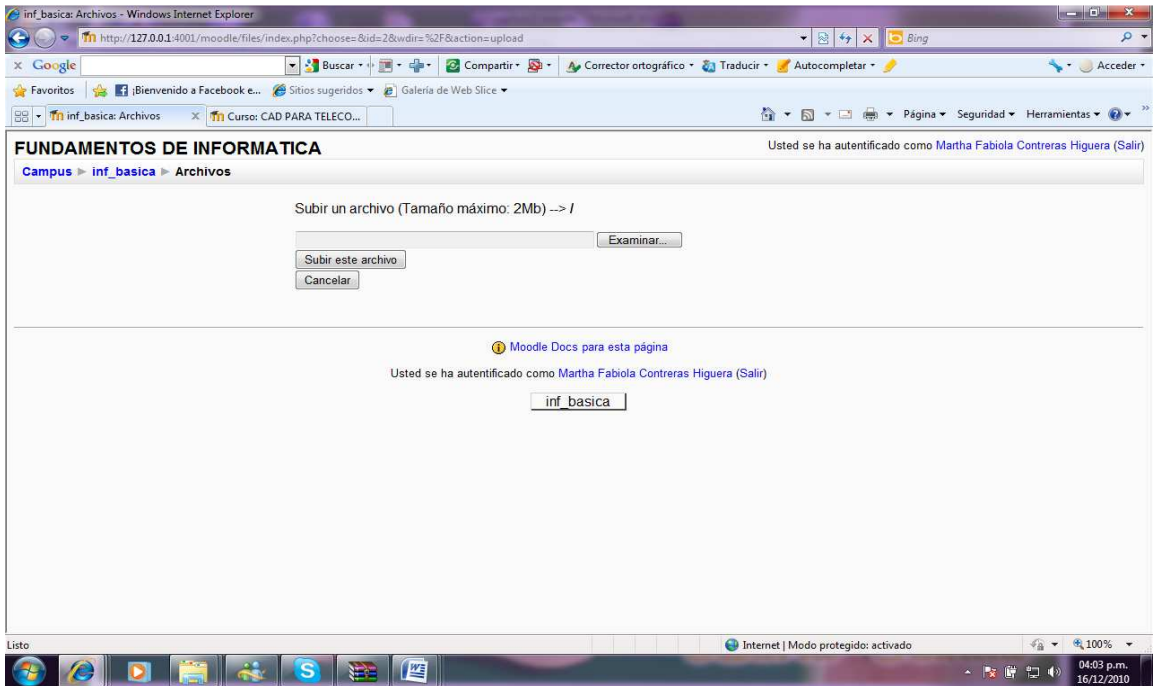 inf_basica: Archivos - Windows Internet Explorer
http://127.0.0.1:4001/moodle/files/index.php?choose=&id=2&wdir=%2F&action=upload
Bing
x Google Buscar Compartir Corrector ortográfico Traducir Autocompletar Acceder
Favoritos ¡Bienvenido a Facebook e... Sitios sugeridos Galería de Web Slice
inf_basica: Archivos X Curso: CAD PARA TELECO... Página Seguridad Herramientas »
FUNDAMENTOS DE INFORMATICA
Usted se ha autentificado como Martha Fabiola Contreras Higuera (Salir)
Campus ► inf_basica ► Archivos
Subir un archivo (Tamaño máximo: 2Mb) --> /
Examinar...
Subir este archivo
Cancelar
Moodle Docs para esta página
Usted se ha autentificado como Martha Fabiola Contreras Higuera (Salir)
inf_basica
Listo Internet | Modo protegido: activado 100%
04:03 p.m.
16/12/2010